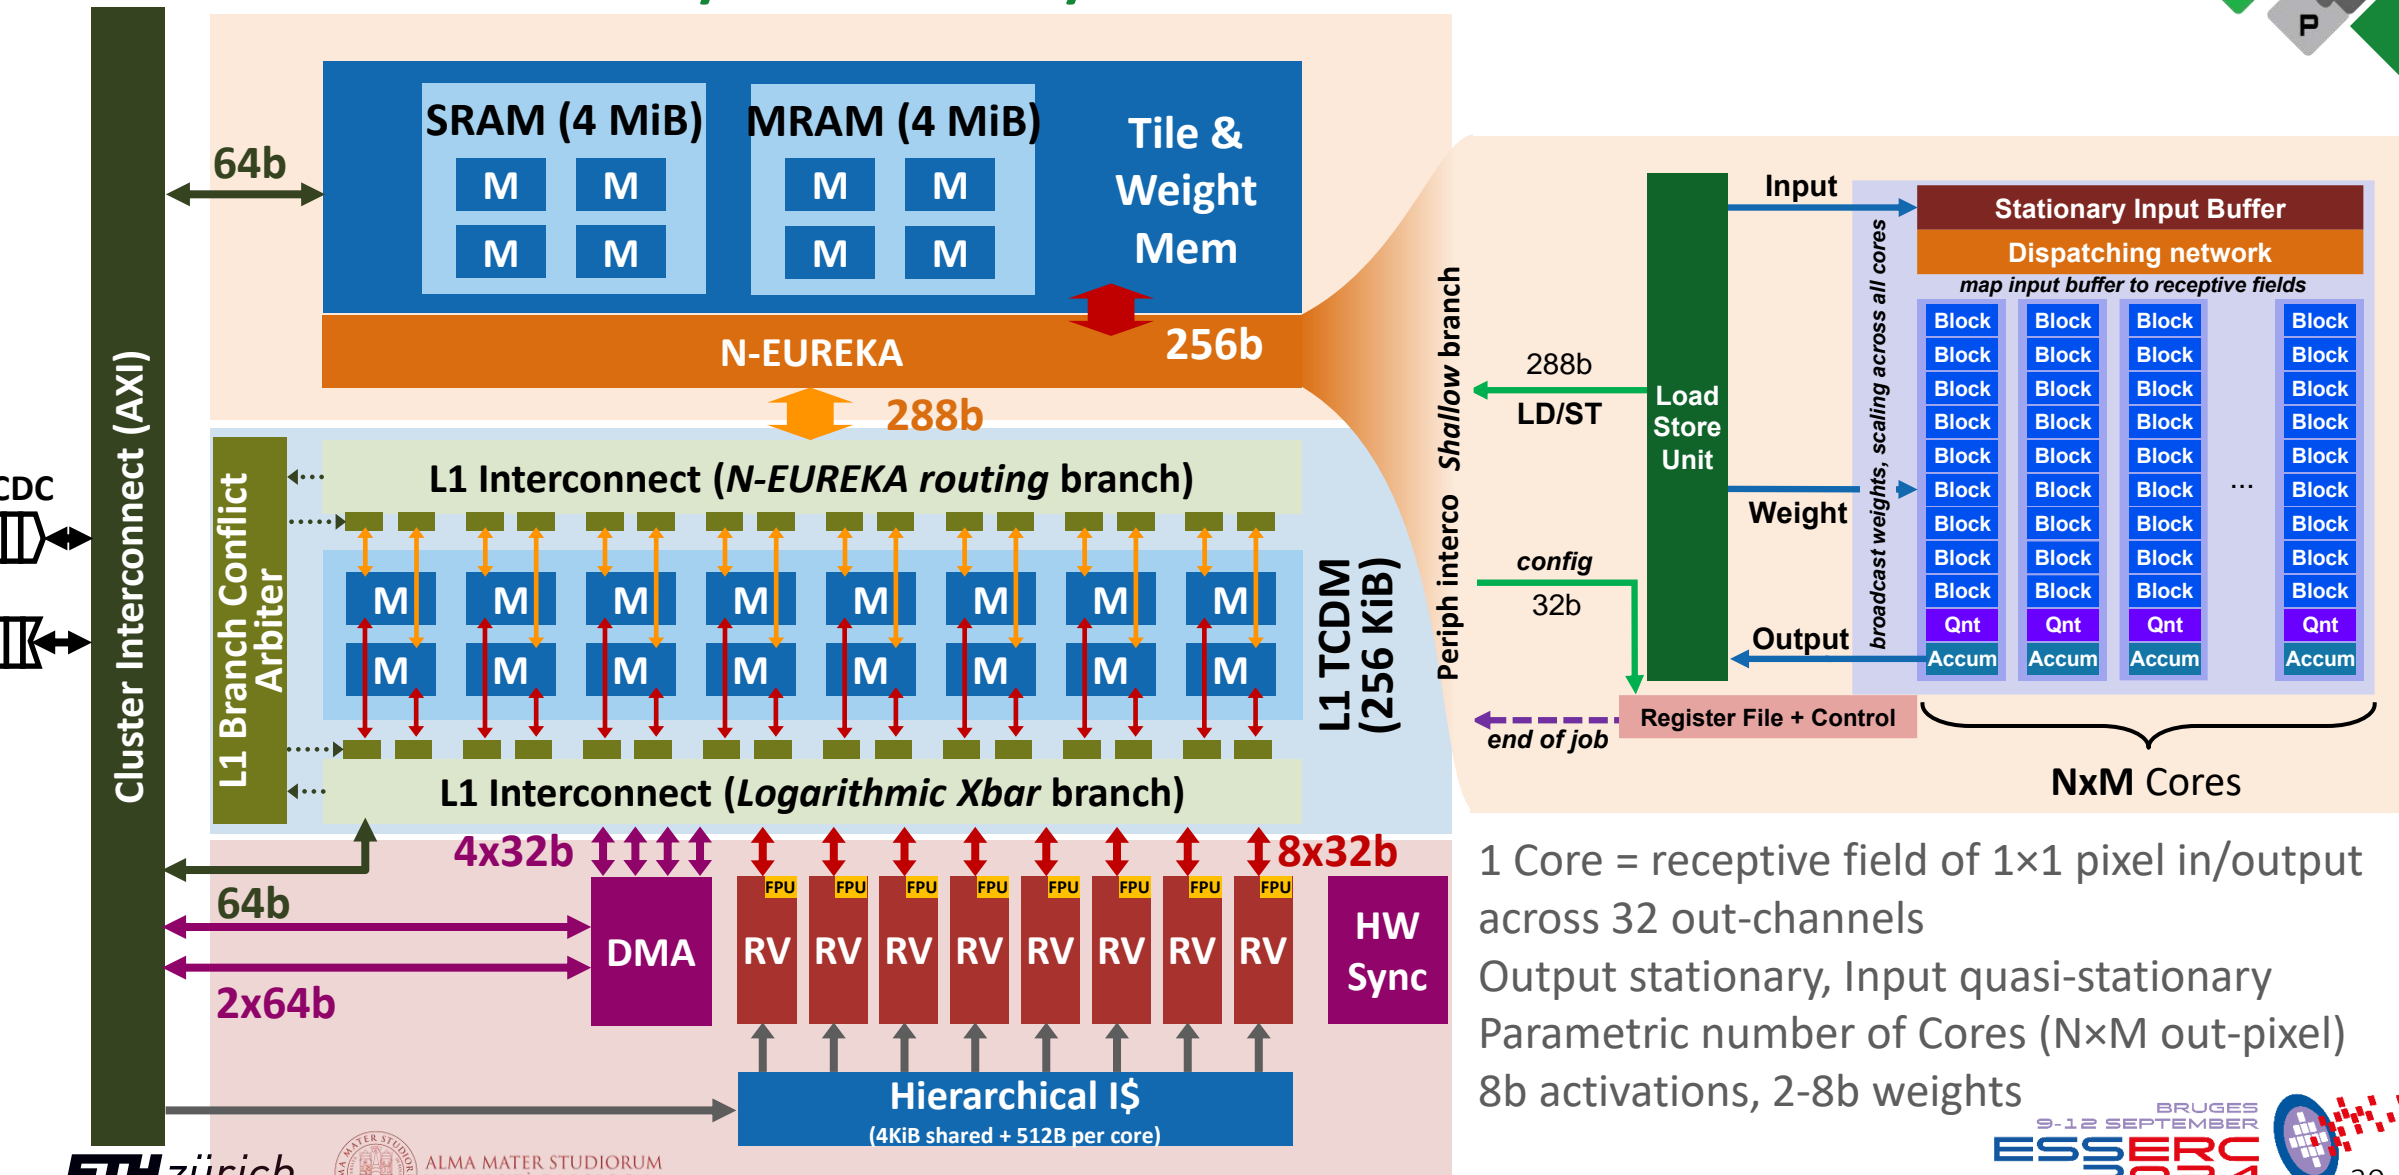 P
SRAM (4 MiB)
M M
M M
MRAM (4 MiB)
M M
M M
Tile &
Weight
Mem
64b
N-EUREKA
256b
288b
Cluster Interconnect (AXI)
CDC
L1 Branch Conflict
Arbiter
L1 Interconnect (N-EUREKA routing branch)
M M M M M M M M
M M M M M M M M
L1 TCDM
(256 KiB)
L1 Interconnect (Logarithmic Xbar branch)
4x32b
8x32b
64b
2x64b
DMA
FPU FPU FPU FPU FPU FPU FPU FPU
RV RV RV RV RV RV RV RV
HW
Sync
Hierarchical I$
(4KiB shared + 512B per core)
Periph interco Shallow branch
288b
LD/ST
config
32b
end of job
Load
Store
Unit
Input
Weight
Output
Register File + Control
broadcast weights, scaling across all cores
Stationary Input Buffer
Dispatching network
map input buffer to receptive fields
Block Block Block Block
Block Block Block Block
Block Block Block Block
Block Block Block Block
Block Block Block Block
Block Block Block ... Block
Block Block Block Block
Block Block Block Block
Block Block Block Block
Qnt Qnt Qnt Qnt
Accum Accum Accum Accum
NxM Cores
1 Core = receptive field of 1×1 pixel in/output
across 32 out-channels
Output stationary, Input quasi-stationary
Parametric number of Cores (N×M out-pixel)
8b activations, 2-8b weights
ETH zürich
ALMA MATER STUDIORUM
BRUGES
9-12 SEPTEMBER
ESSERC
2024